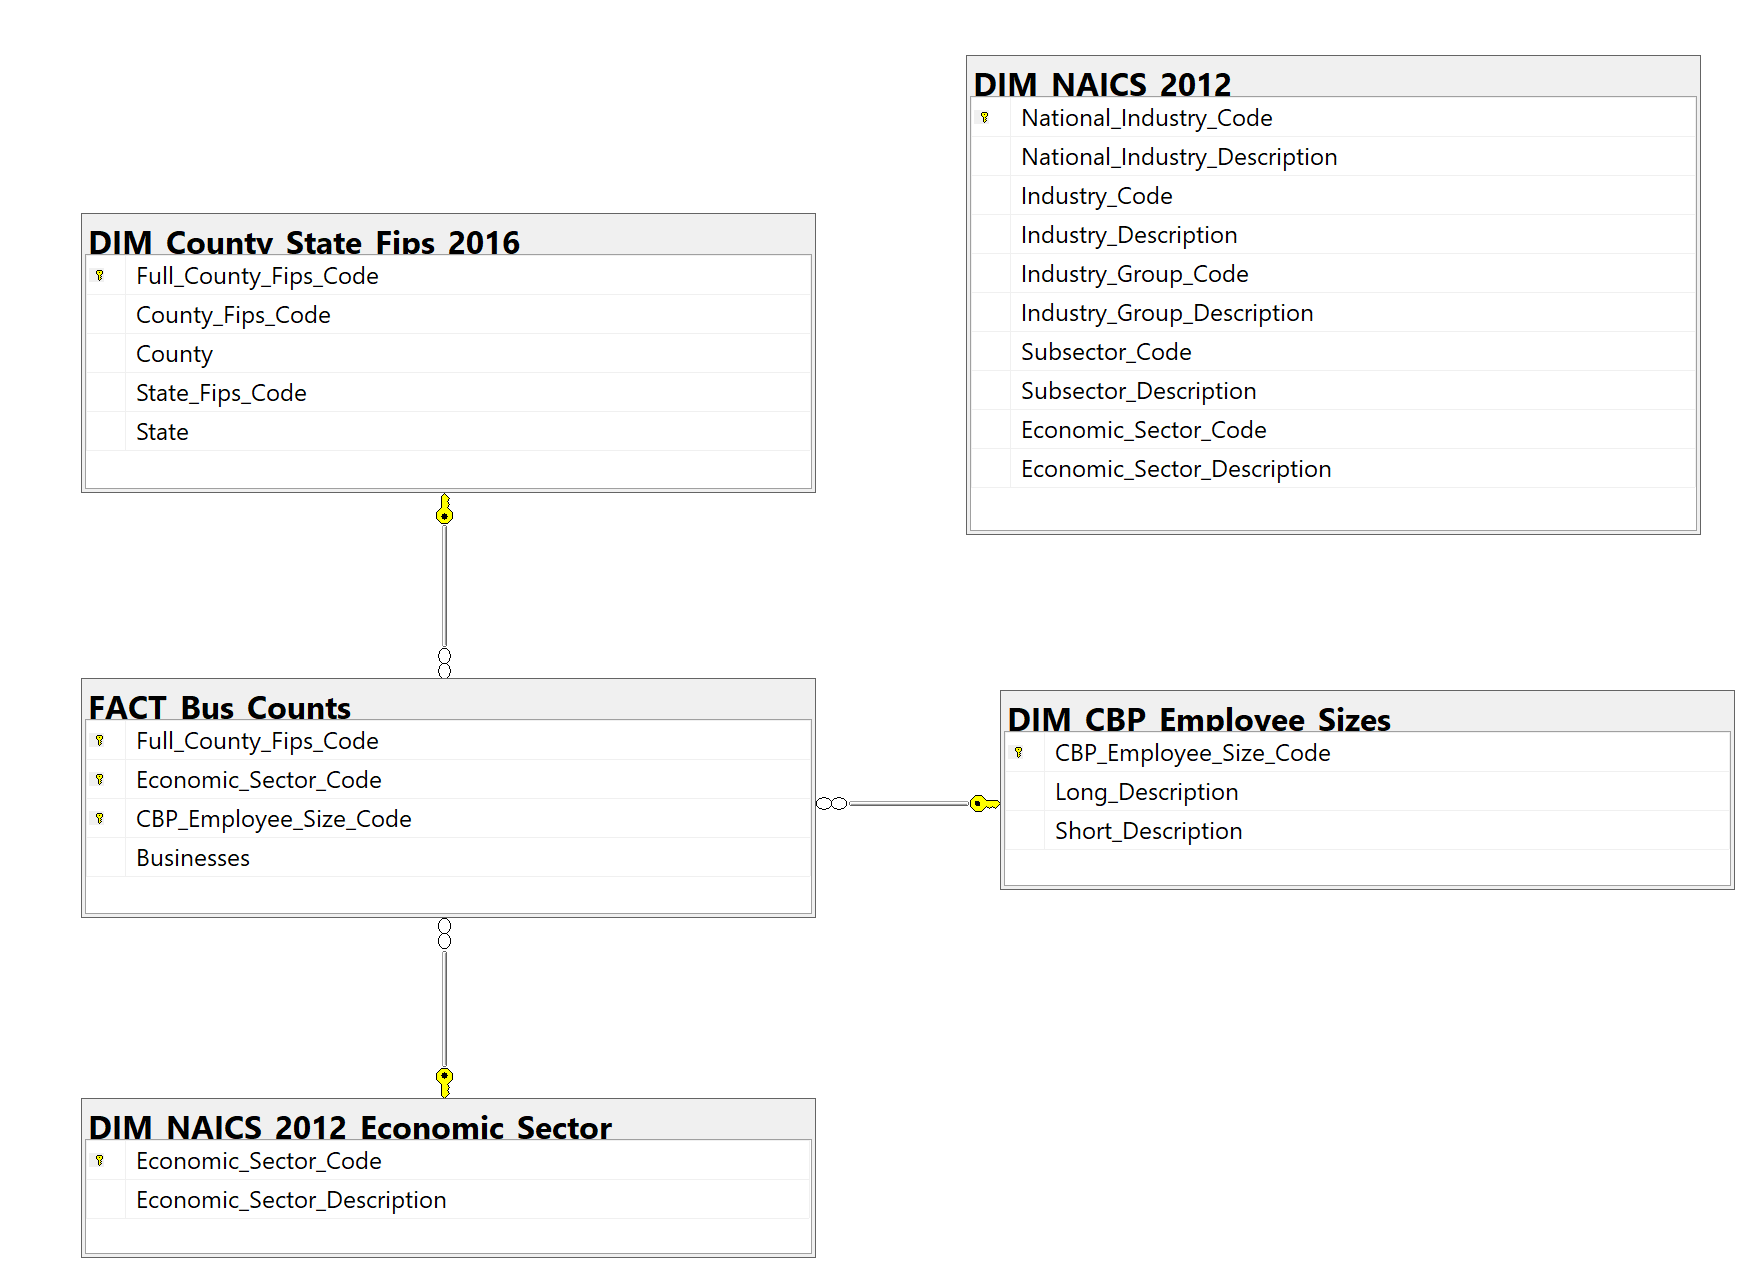 DIM_NAICS_2012
National_Industry_Code
National_Industry_Description
Industry_Code
Industry_Description
Industry_Group_Code
Industry_Group_Description
Subsector_Code
Subsector_Description
Economic_Sector_Code
Economic_Sector_Description
DIM_County_State_Fips_2016
Full_County_Fips_Code
County_Fips_Code
County
State_Fips_Code
State
FACT_Bus_Counts
Full_County_Fips_Code
Economic_Sector_Code
CBP_Employee_Size_Code
Businesses
DIM_CBP_Employee_Sizes
CBP_Employee_Size_Code
Long_Description
Short_Description
DIM_NAICS_2012_Economic_Sector
Economic_Sector_Code
Economic_Sector_Description